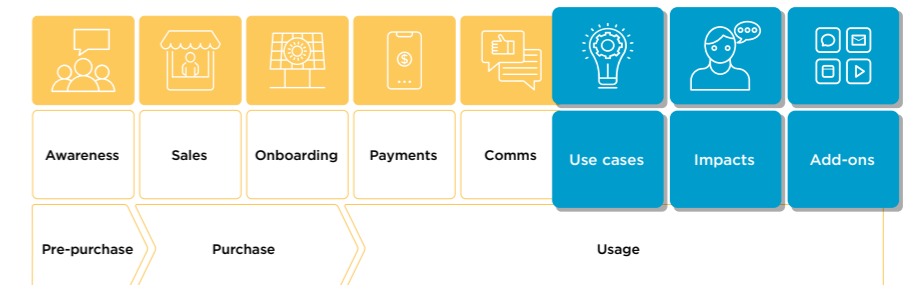 Awareness
Sales
Onboarding
Payments
Comms
Use cases
Impacts
Add-ons
Pre-purchase
Purchase
Usage